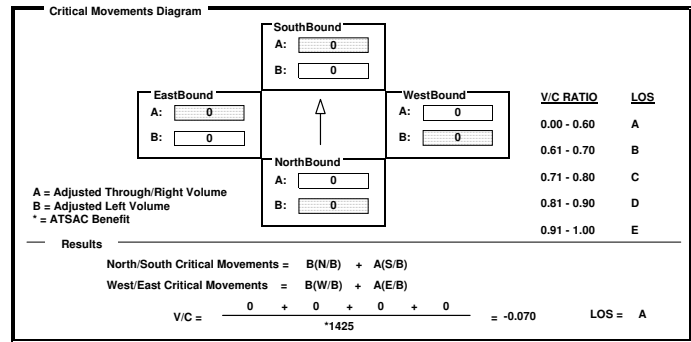 Critical Movements Diagram
SouthBound
A: 0
B: 0
EastBound
A: 0
B: 0
WestBound
A: 0
B: 0
NorthBound
A: 0
B: 0
V/C RATIO LOS
0.00 - 0.60 A
0.61 - 0.70 B
0.71 - 0.80 C
0.81 - 0.90 D
0.91 - 1.00 E
A = Adjusted Through/Right Volume
B = Adjusted Left Volume
* = ATSAC Benefit
Results
North/South Critical Movements = B(N/B) + A(S/B)
West/East Critical Movements = B(W/B) + A(E/B)
V/C = 0 + 0 + 0 + 0 = -0.070 LOS = A
*1425